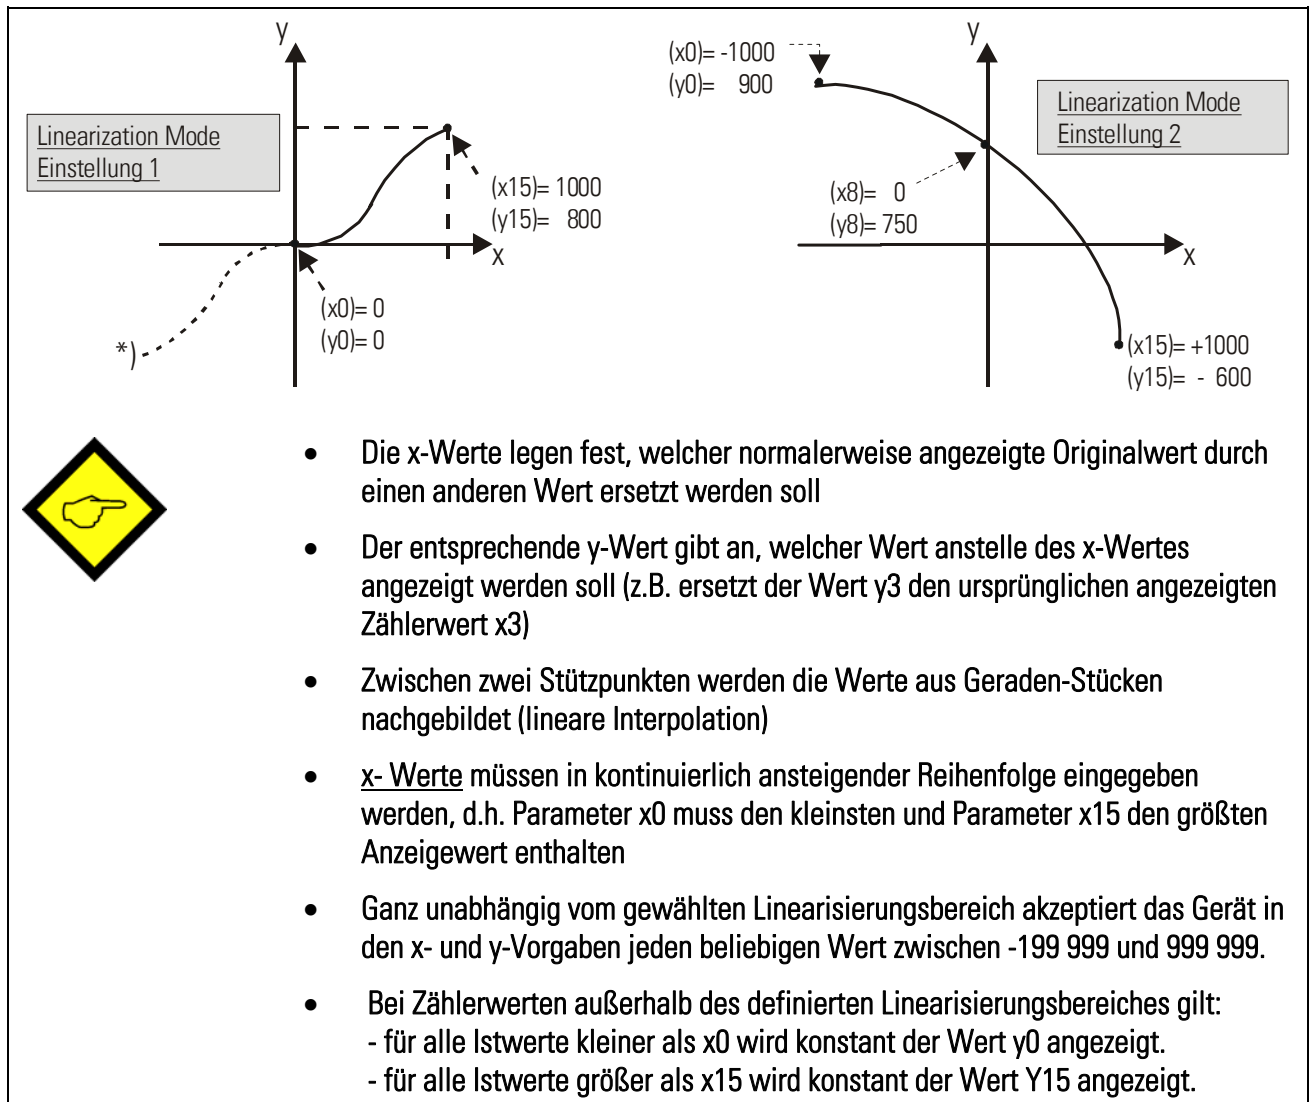 y
Linearization Mode
Einstellung 1
(x15)= 1000
(y15)= 800
x
(x0)= 0
(y0)= 0
*)
y
(x0)= -1000
(y0)= 900
Linearization Mode
Einstellung 2
(x8)= 0
(y8)= 750
x
(x15)= +1000
(y15)= - 600
• Die x-Werte legen fest, welcher normalerweise angezeigte Originalwert durch
einen anderen Wert ersetzt werden soll
• Der entsprechende y-Wert gibt an, welcher Wert anstelle des x-Wertes
angezeigt werden soll (z.B. ersetzt der Wert y3 den ursprünglichen angezeigten
Zählerwert x3)
• Zwischen zwei Stützpunkten werden die Werte aus Geraden-Stücken
nachgebildet (lineare Interpolation)
• x- Werte müssen in kontinuierlich ansteigender Reihenfolge eingegeben
werden, d.h. Parameter x0 muss den kleinsten und Parameter x15 den größten
Anzeigewert enthalten
• Ganz unabhängig vom gewählten Linearisierungsbereich akzeptiert das Gerät in
den x- und y-Vorgaben jeden beliebigen Wert zwischen -199 999 und 999 999.
• Bei Zählerwerten außerhalb des definierten Linearisierungsbereiches gilt:
- für alle Istwerte kleiner als x0 wird konstant der Wert y0 angezeigt.
- für alle Istwerte größer als x15 wird konstant der Wert Y15 angezeigt.